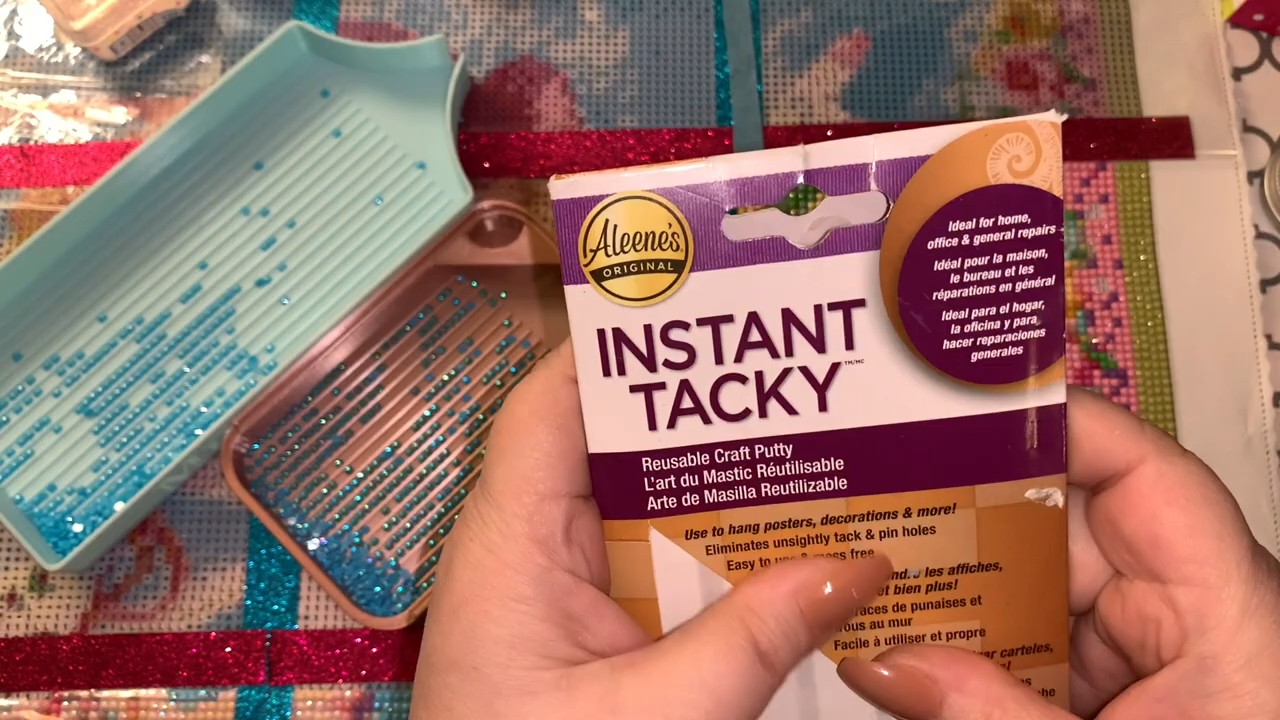 Aleene's
ORIGINAL
Ideal for home,
office & general repairs
Idéal pour la maison,
le bureau et les
réparations en général
Ideal para el hogar,
la oficina y para
hacer reparaciones
generales
INSTANT
TACKY™/MC
Reusable Craft Putty
L'art du Mastic Réutilisable
Arte de Masilla Reutilizable
Use to hang posters, decorations & more!
Eliminates unsightly tack & pin holes
Easy to use & mess free
les affiches,
et bien plus!
de punaises et
au mur
Facile à utiliser et propre
carteles,